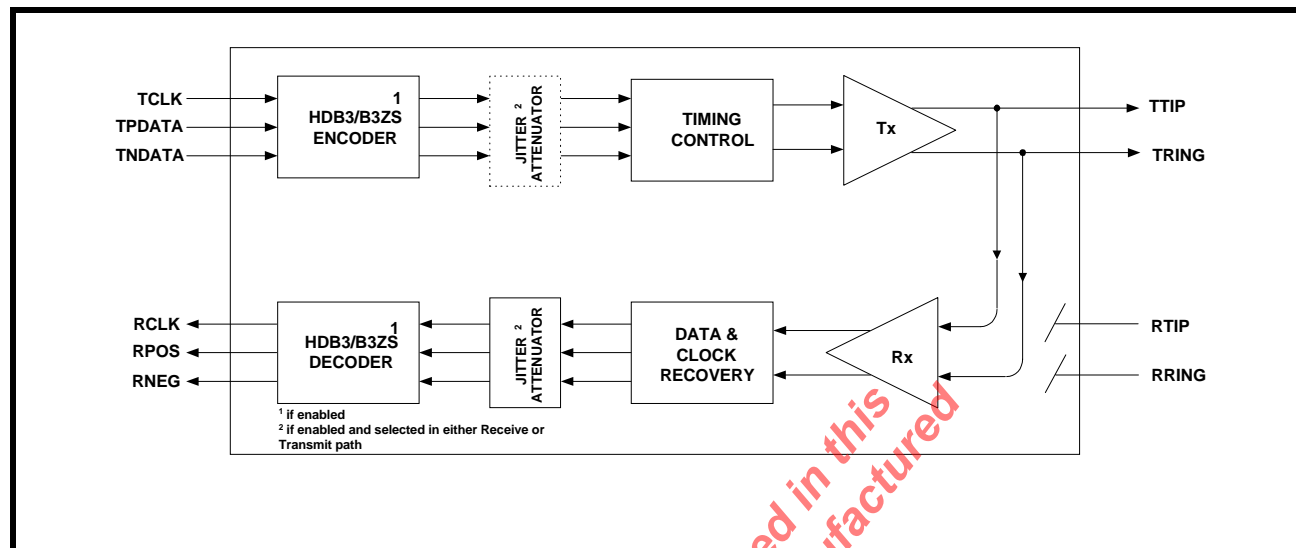 TCLK
TPDATA
TNDATA
1
HDB3/B3ZS
ENCODER
JITTER 2
ATTENUATOR
TIMING
CONTROL
Tx
TTIP
TRING
RCLK
RPOS
RNEG
1
HDB3/B3ZS
DECODER
JITTER 2
ATTENUATOR
DATA &
CLOCK
RECOVERY
Rx
RTIP
RRING
1 if enabled
2 if enabled and selected in either Receive or
Transmit path
in this